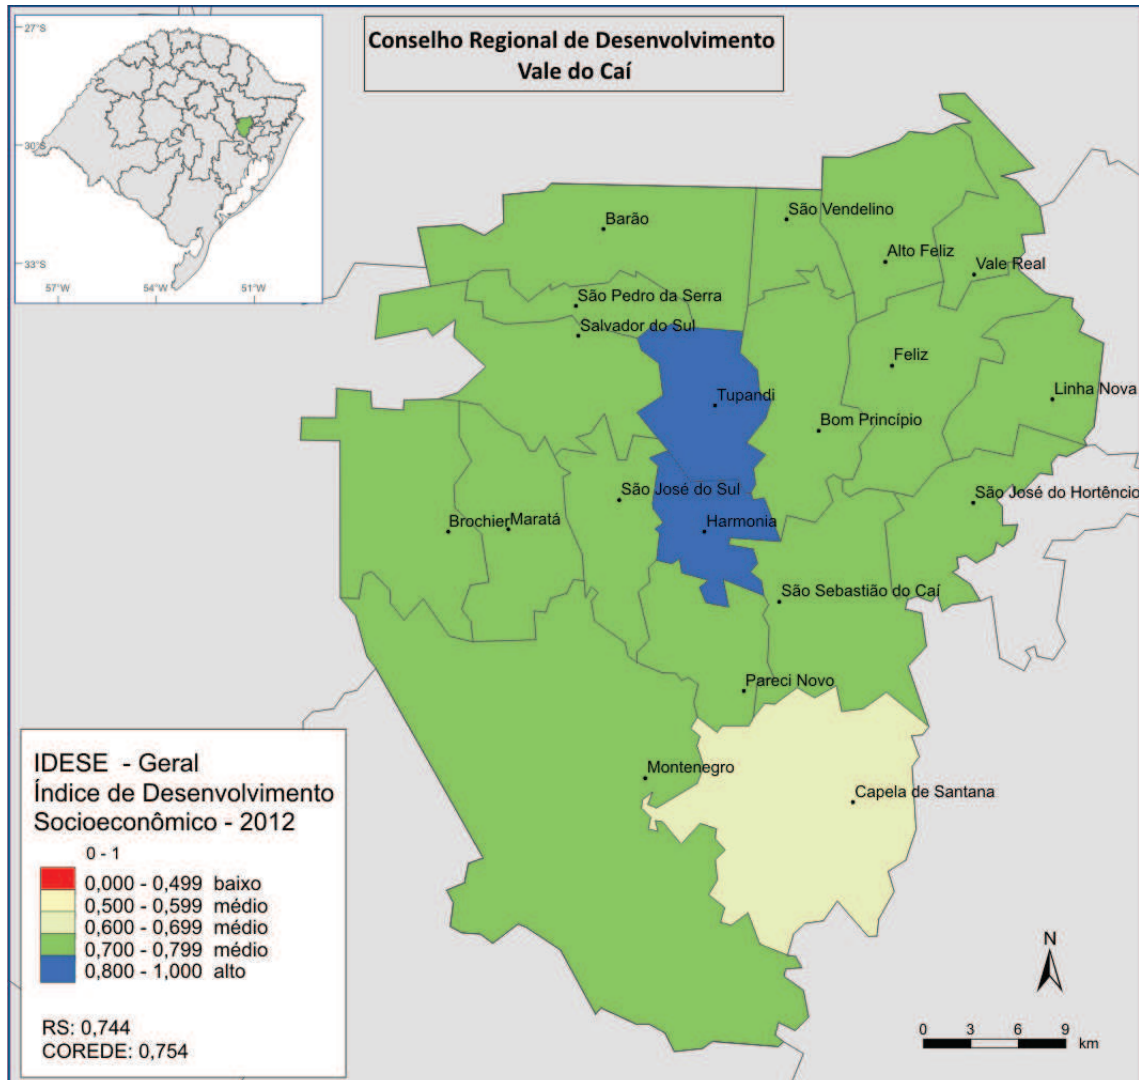 Conselho Regional de Desenvolvimento
Vale do Caí
27°S
30°S
33°S
57°W
54°W
51°W
Barão
São Vendelino
Alto Feliz
Vale Real
São Pedro da Serra
Salvador do Sul
Feliz
Tupandi
Linha Nova
Bom Princípio
São José do Sul
São José do Hortêncio
Brochier
Maratá
Harmonia
São Sebastião do Caí
Pareci Novo
Montenegro
Capela de Santana
IDESE - Geral
Índice de Desenvolvimento
Socioeconômico - 2012
0 - 1
0,000 - 0,499 baixo
0,500 - 0,599 médio
0,600 - 0,699 médio
0,700 - 0,799 médio
0,800 - 1,000 alto
RS: 0,744
COREDE: 0,754
N
0 3 6 9
km